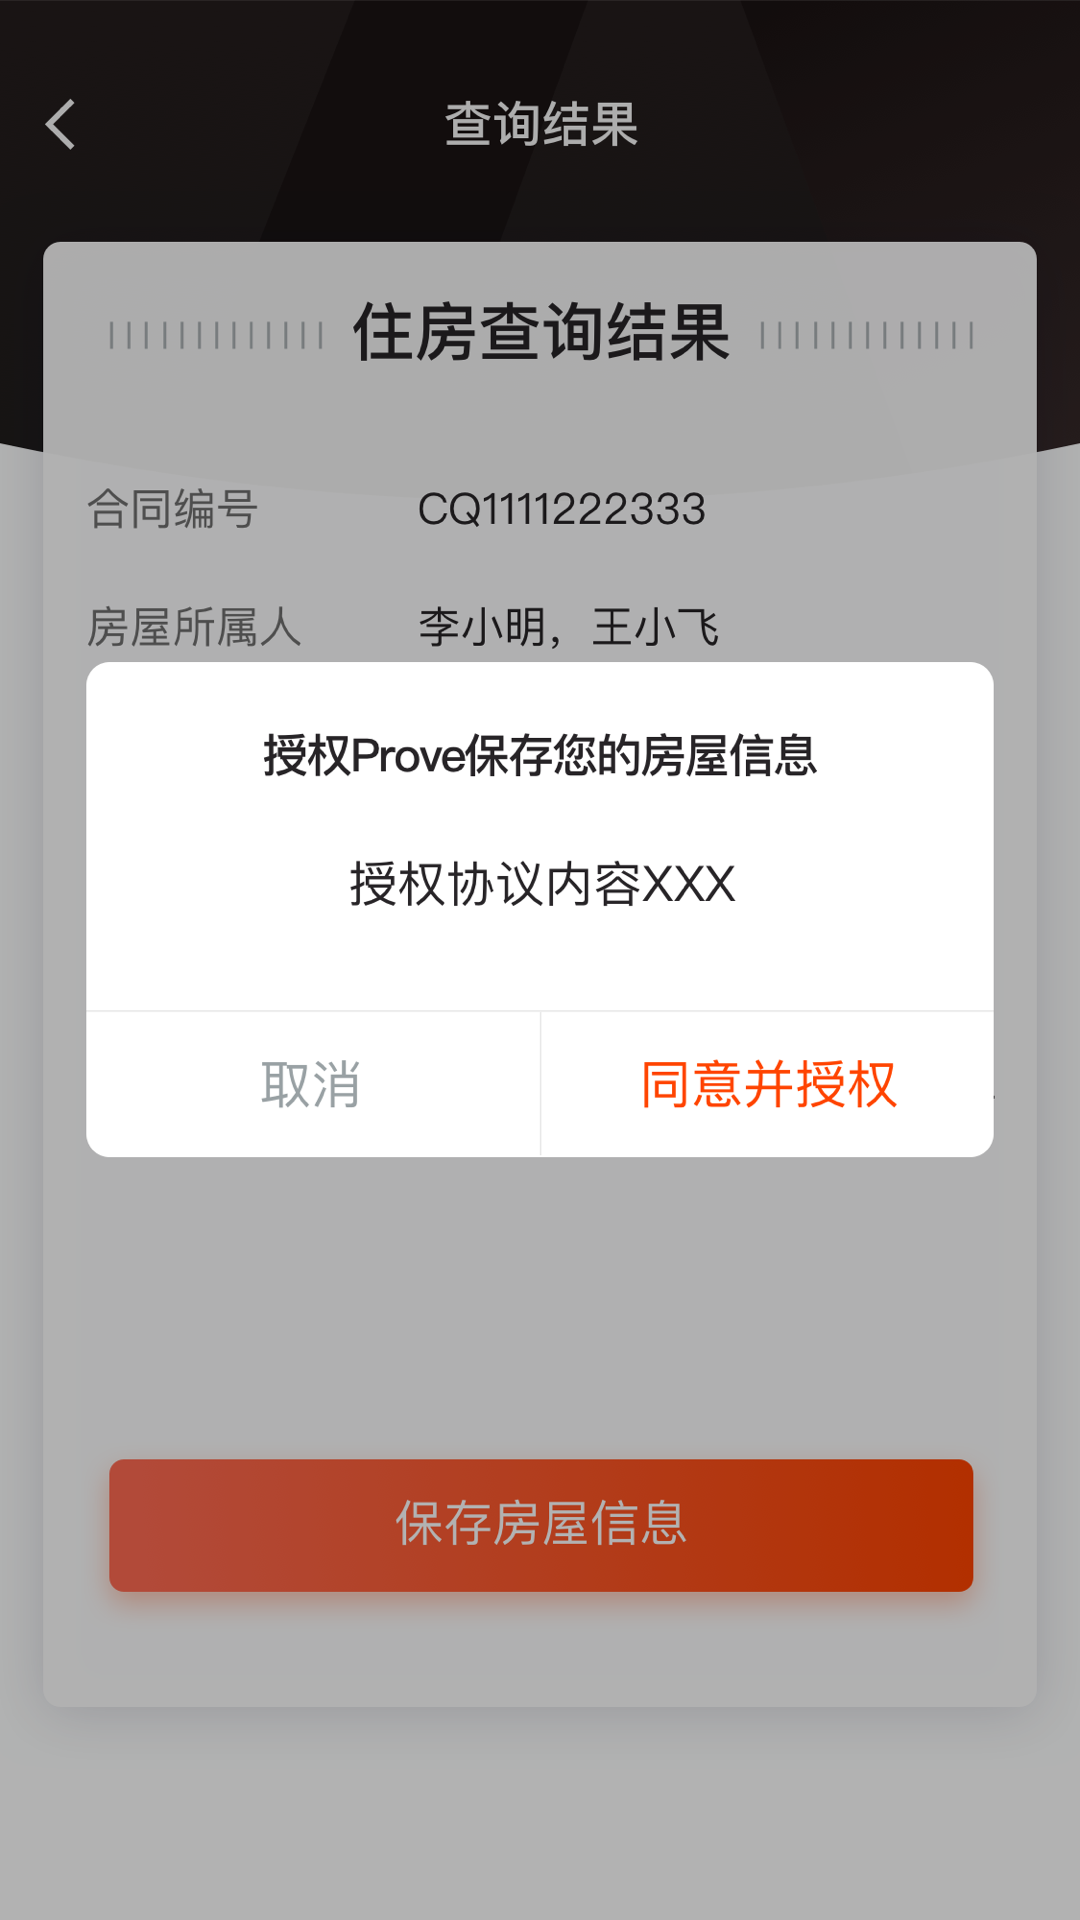 查询结果
住房查询结果
合同编号 CQ1111222333
房屋所属人 李小明，王小飞
授权Prove保存您的房屋信息
授权协议内容XXX
取消 同意并授权
保存房屋信息